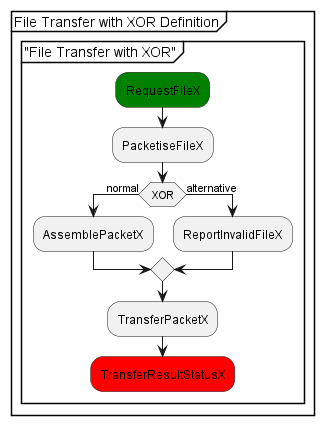 File Transfer with XOR Definition
"File Transfer with XOR"
RequestFileX
PacketiseFileX
normal
XOR
alternative
AssemblePacketX
ReportInvalidFileX
TransferPacketX
TransferResultStatusX